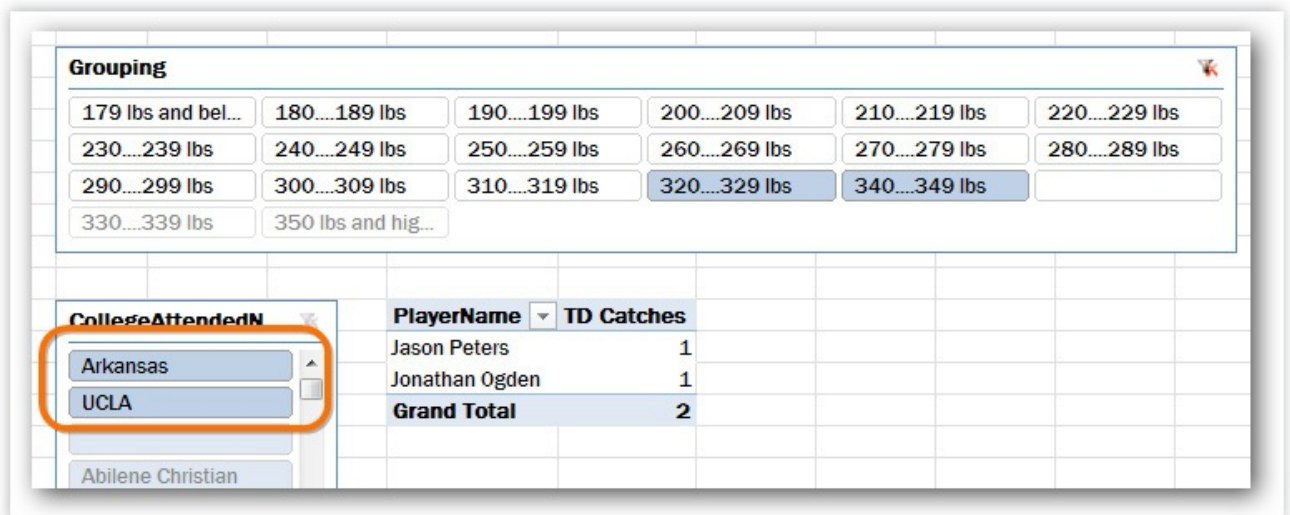 Grouping
179 lbs and bel... 180....189 lbs 190....199 lbs 200....209 lbs 210....219 lbs 220....229 lbs
230....239 lbs 240....249 lbs 250....259 lbs 260....269 lbs 270....279 lbs 280....289 lbs
290....299 lbs 300....309 lbs 310....319 lbs 320....329 lbs 340....349 lbs
330....339 lbs 350 lbs and hig...
CollegeAttendedN
Arkansas
UCLA
Abilene Christian
PlayerName TD Catches
Jason Peters 1
Jonathan Ogden 1
Grand Total 2